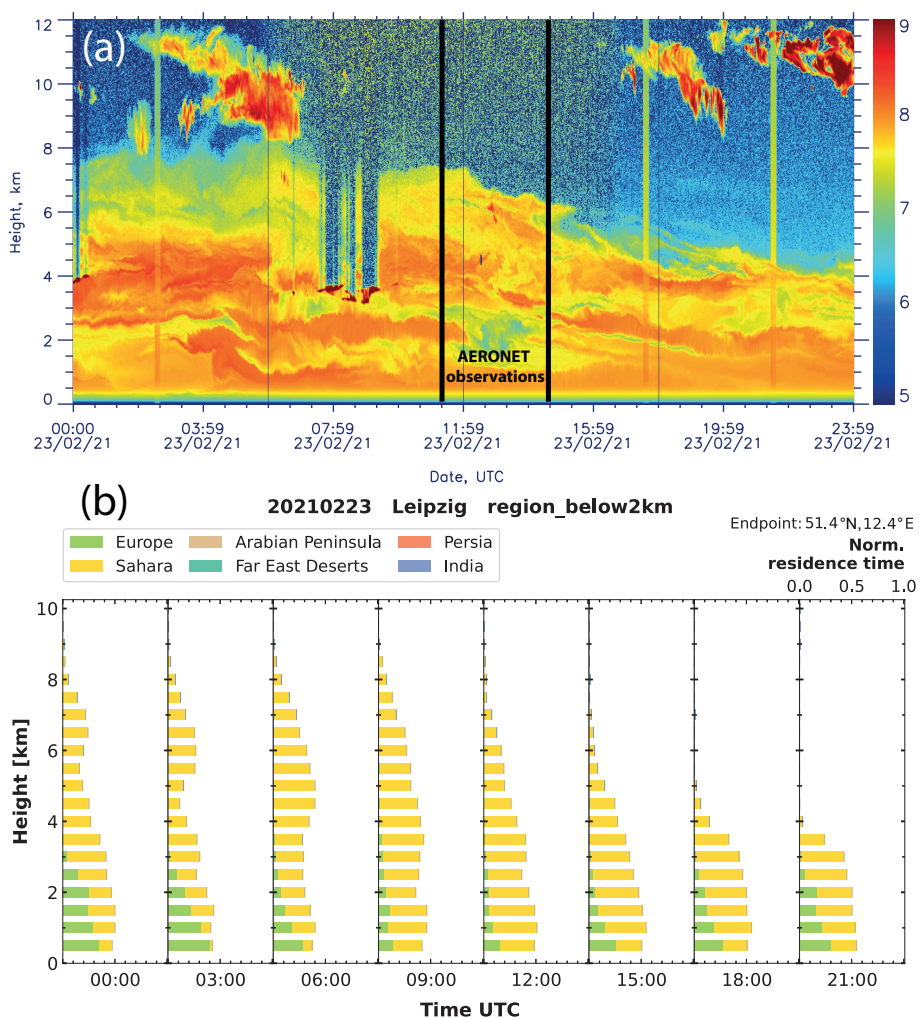 (a)
12
10
8
6
4
2
0
Height, km
9
8
7
6
5
AERONET
observations
00:00 03:59 07:59 11:59 15:59 19:59 23:59
23/02/21 23/02/21 23/02/21 23/02/21 23/02/21 23/02/21 23/02/21
Date, UTC
(b)
20210223 Leipzig region_below2km
Endpoint: 51.4°N,12.4°E
Europe Arabian Peninsula Persia
Sahara Far East Deserts India
Norm.
residence time
0.0 0.5 1.0
10
8
6
4
2
0
Height [km]
00:00 03:00 06:00 09:00 12:00 15:00 18:00 21:00
Time UTC